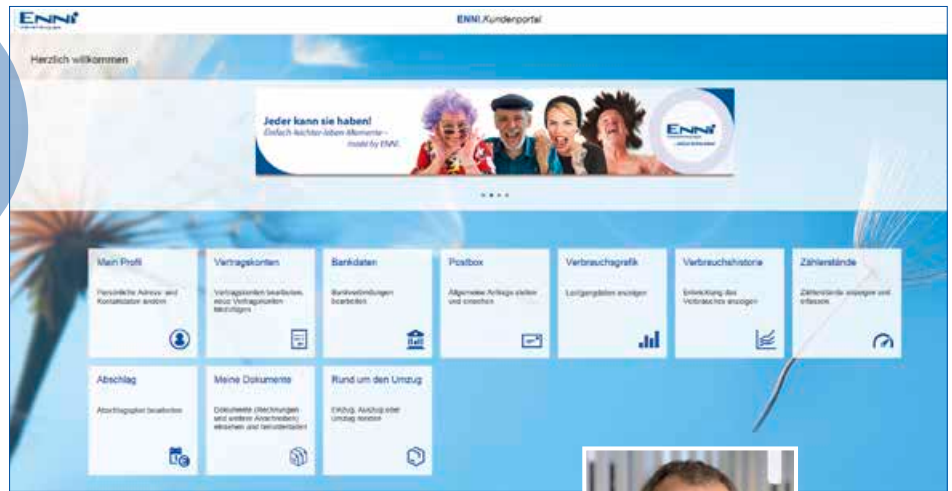 ENNI
ENNI.Kundenportal
Herzlich willkommen
Jeder kann sie haben!
Einfach-leichter-leben-Momente –
made by ENNI.
ENNI
Mein Profil
Persönliche Adress- und
Kontaktdaten ändern
Vertragskonten
Vertragskonten bearbeiten,
neue Vertragskonten
hinzufügen
Bankdaten
Bankverbindungen
bearbeiten
Postbox
Allgemeine Anfrage stellen
und einsehen
Verbrauchsgrafik
Lastgangdaten anzeigen
Verbrauchshistorie
Entwicklung des
Verbrauches anzeigen
Zählerstände
Zählerstände anzeigen und
erfassen
Abschlag
Abschlagsplan bearbeiten
Meine Dokumente
Dokumente (Rechnungen
und weitere Anschreiben)
einsehen und herunterladen
Rund um den Umzug
Einzug, Auszug oder
Umzug melden